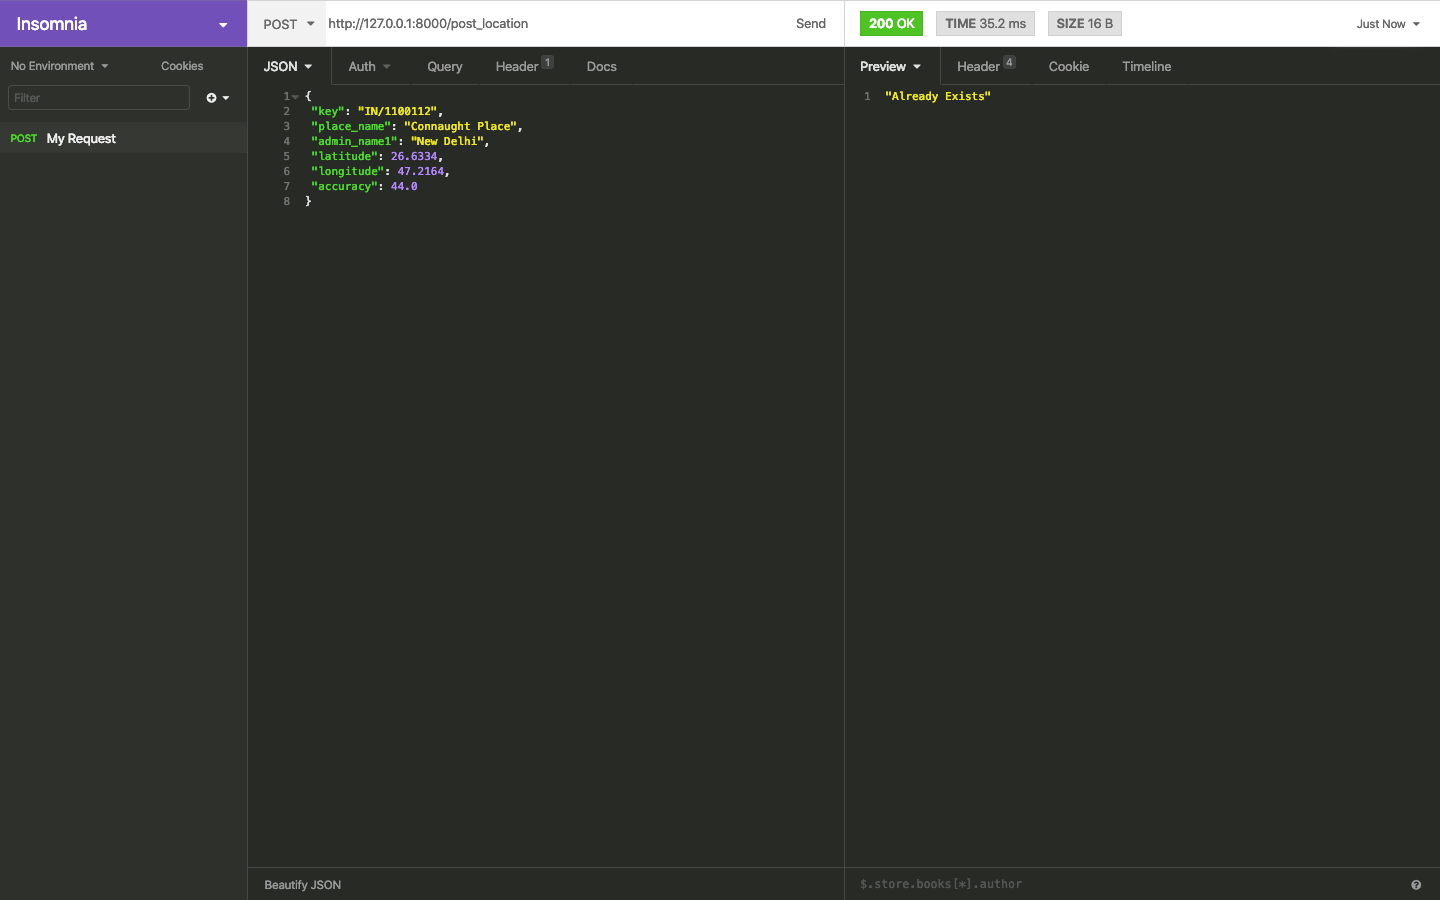 Insomnia
POST
http://127.0.0.1:8000/post_location
Send
200 OK
TIME 35.2 ms
SIZE 16 B
Just Now
No Environment
Cookies
Filter
POST My Request
JSON
Auth
Query
Header 1
Docs
1 {
2 "key": "IN/1100112",
3 "place_name": "Connaught Place",
4 "admin_name1": "New Delhi",
5 "latitude": 26.6334,
6 "longitude": 47.2164,
7 "accuracy": 44.0
8 }
Beautify JSON
Preview
Header 4
Cookie
Timeline
1 "Already Exists"
$.store.books[*].author